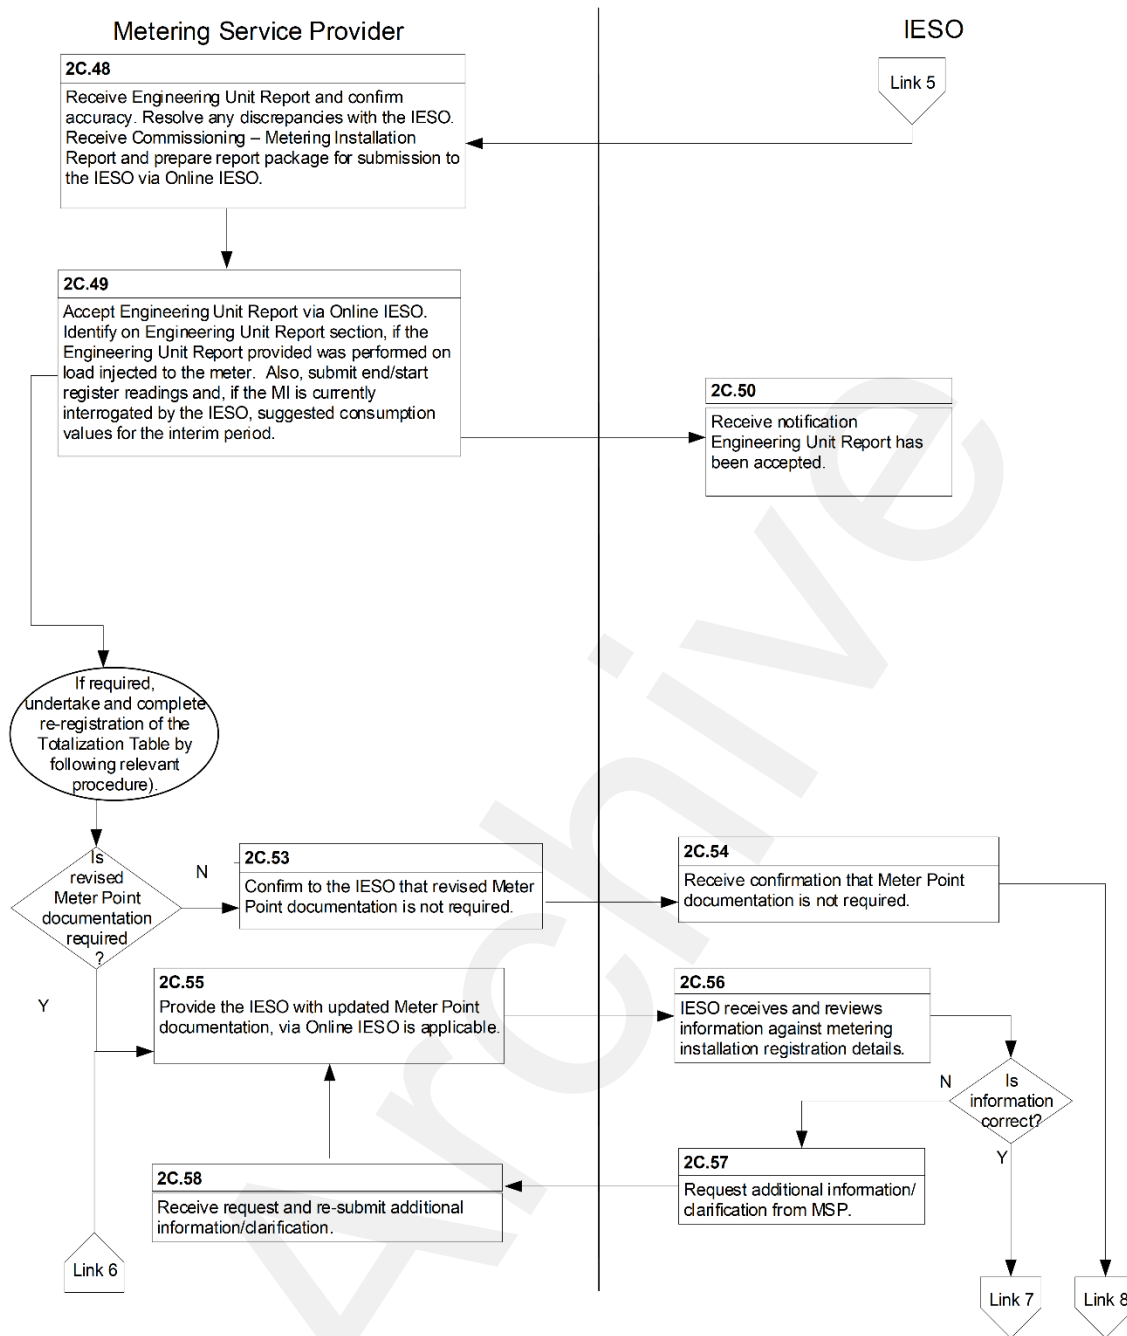 Metering Service Provider
IESO
2C.48
Receive Engineering Unit Report and confirm
accuracy. Resolve any discrepancies with the IESO.
Receive Commissioning – Metering Installation
Report and prepare report package for submission to
the IESO via Online IESO.
Link 5
2C.49
Accept Engineering Unit Report via Online IESO.
Identify on Engineering Unit Report section, if the
Engineering Unit Report provided was performed on
load injected to the meter.  Also, submit end/start
register readings and, if the MI is currently
interrogated by the IESO, suggested consumption
values for the interim period.
2C.50
Receive notification
Engineering Unit Report has
been accepted.
If required,
undertake and complete
re-registration of the
Totalization Table by
following relevant
procedure).
Is
revised
Meter Point
documentation
required
?
N
Y
2C.53
Confirm to the IESO that revised Meter
Point documentation is not required.
2C.54
Receive confirmation that Meter Point
documentation is not required.
2C.55
Provide the IESO with updated Meter Point
documentation, via Online IESO is applicable.
2C.56
IESO receives and reviews
information against metering
installation registration details.
Is
information
correct?
N
Y
2C.57
Request additional information/
clarification from MSP.
2C.58
Receive request and re-submit additional
information/clarification.
Link 6
Link 7
Link 8
Archive